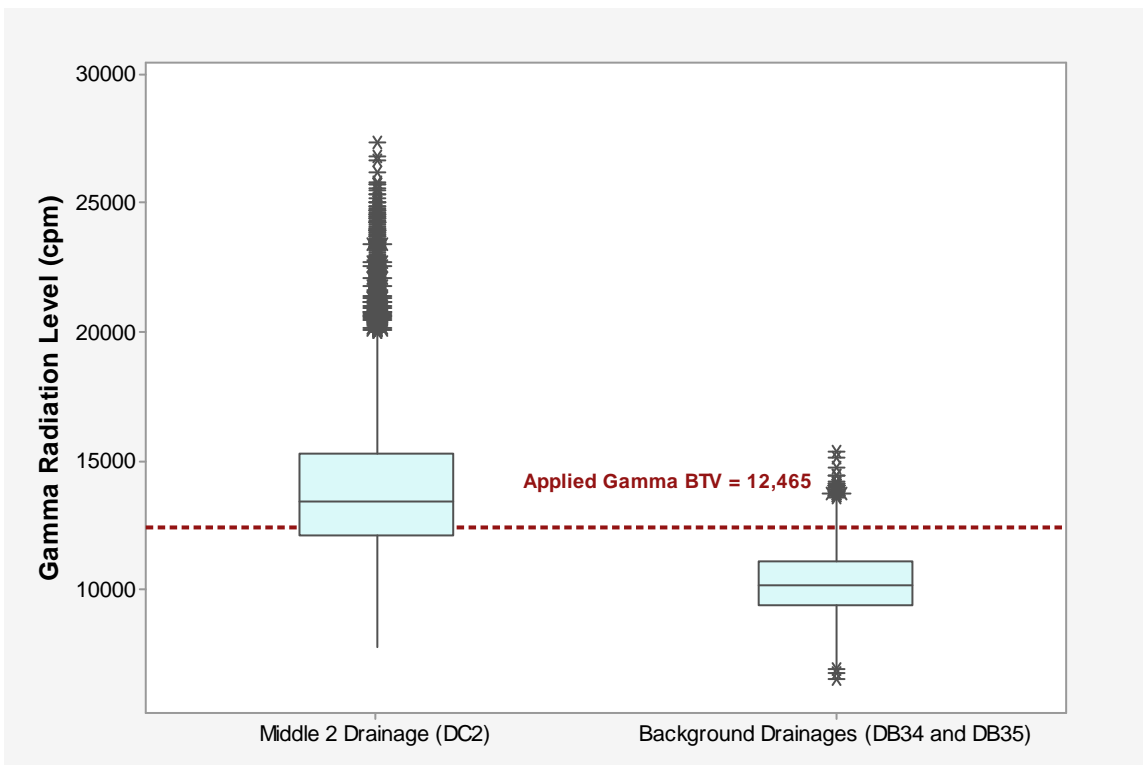 Gamma Radiation Level (cpm)
30000
25000
20000
15000
10000
Applied Gamma BTV = 12,465
Middle 2 Drainage (DC2)
Background Drainages (DB34 and DB35)